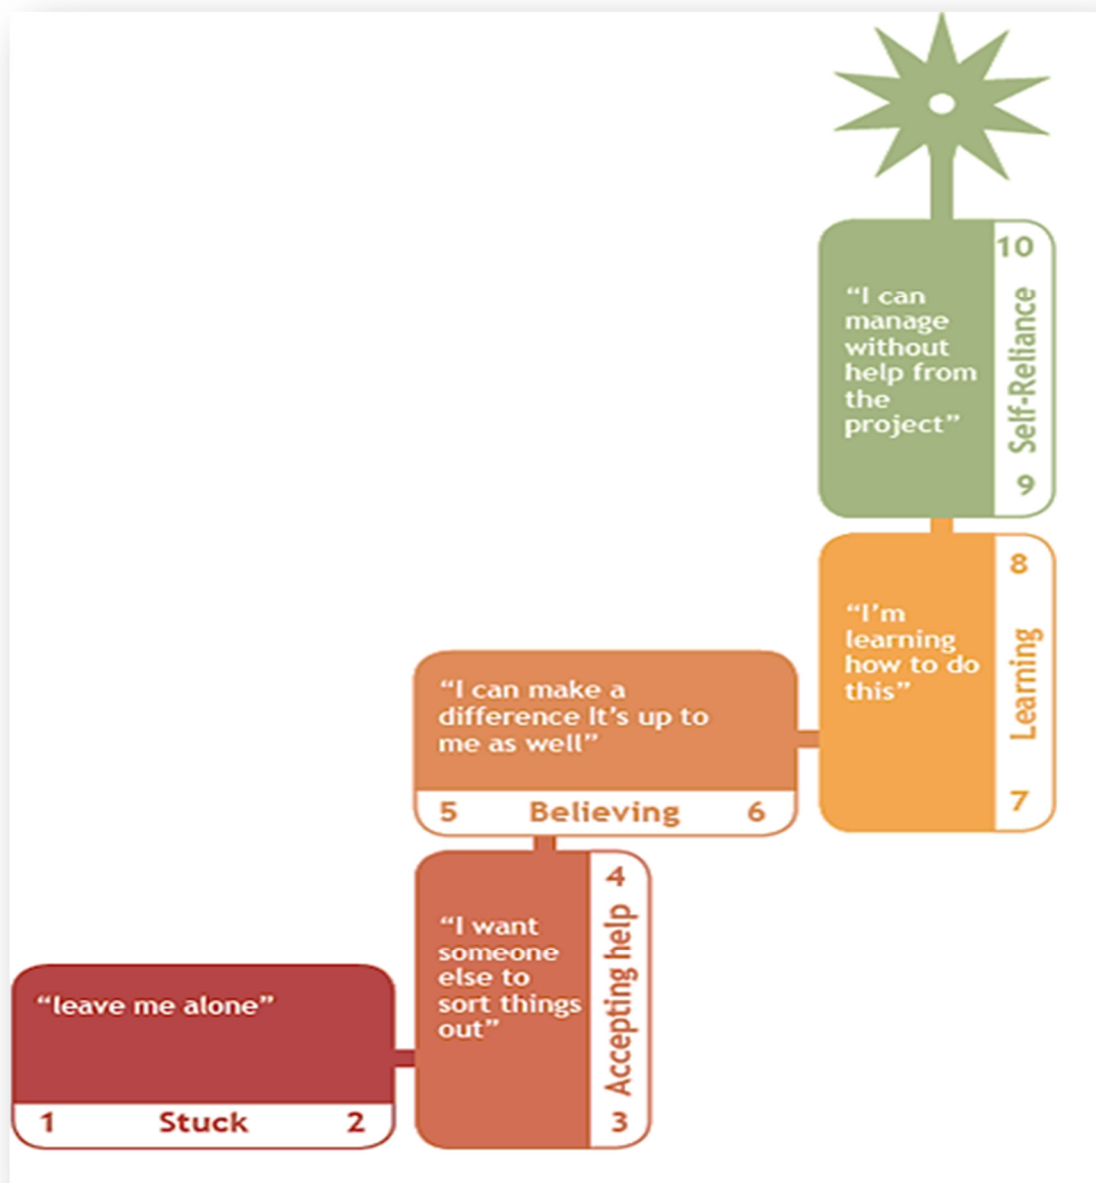 10
“I can
manage
without
help from
the
project”
Self-Reliance
9
8
“I’m
learning
how to do
this”
Learning
7
“I can make a
difference It’s up to
me as well”
5 Believing 6
4
“I want
someone
else to
sort things
out”
Accepting help
3
“leave me alone”
1 Stuck 2